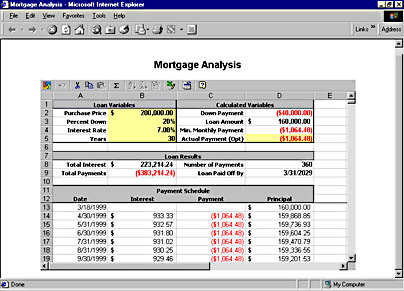 Mortgage Analysis - Microsoft Internet Explorer
File Edit View Favorites Tools Help
Links » Address
Mortgage Analysis
A B C D E
1 Loan Variables Calculated Variables
2 Purchase Price $ 200,000.00 Down Payment ($40,000.00)
3 Percent Down 20% Loan Amount $ 160,000.00
4 Interest Rate 7.00% Min. Monthly Payment ($1,064.48)
5 Years 30 Actual Payment (Opt) ($1,064.48)
6
7 Loan Results
8 Total Interest $ 223,214.24 Number of Payments 360
9 Total Payments ($383,214.24) Loan Paid Off By 3/31/2029
10
11 Payment Schedule
12 Date Interest Payment Principal
13 3/18/1999 $ 160,000.00
14 4/30/1999 $ 933.33 ($1,064.48) $ 159,868.85
15 5/31/1999 $ 932.57 ($1,064.48) $ 159,736.93
16 6/30/1999 $ 931.80 ($1,064.48) $ 159,604.25
17 7/31/1999 $ 931.02 ($1,064.48) $ 159,470.79
18 8/31/1999 $ 930.25 ($1,064.48) $ 159,336.55
19 9/30/1999 $ 929.46 ($1,064.48) $ 159,201.53
Done My Computer